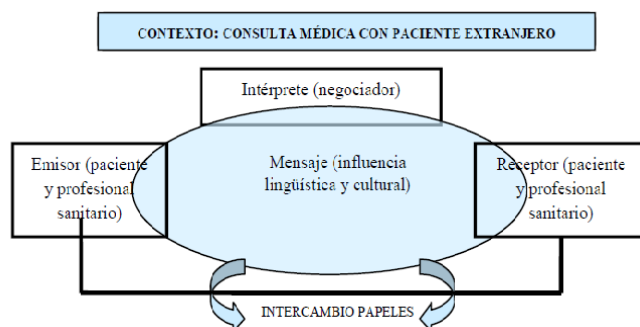 CONTEXTO: CONSULTA MÉDICA CON PACIENTE EXTRANJERO
Intérprete (negociador)
Emisor (paciente
y profesional
sanitario)
Mensaje (influencia
lingüística y cultural)
Receptor (paciente
y profesional
sanitario)
INTERCAMBIO PAPELES